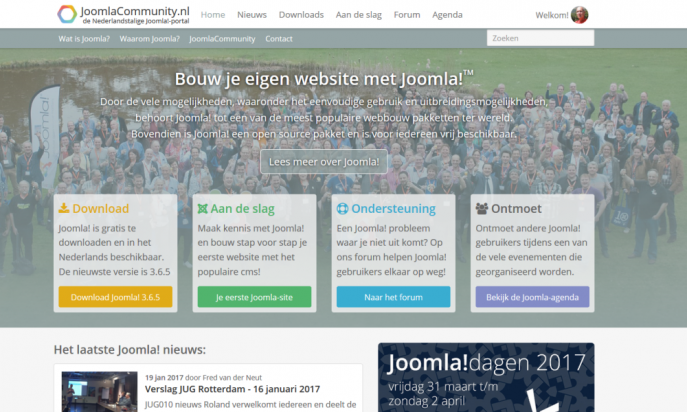 JoomlaCommunity.nl
de Nederlandstalige Joomla!-portal
Home Nieuws Downloads Aan de slag Forum Agenda
Welkom!
Wat is Joomla? Waarom Joomla? JoomlaCommunity Contact
Zoeken
Bouw je eigen website met Joomla!™
Door de vele mogelijkheden, waaronder het eenvoudige gebruik en uitbreidingsmogelijkheden,
behoort Joomla! tot een van de meest populaire webbouw pakketten ter wereld.
Bovendien is Joomla! een open source pakket en is voor iedereen vrij beschikbaar.
Lees meer over Joomla!
Download
Joomla! is gratis te
downloaden en in het
Nederlands beschikbaar.
De nieuwste versie is 3.6.5
Download Joomla! 3.6.5
Aan de slag
Maak kennis met Joomla!
en bouw stap voor stap je
eerste website met het
populaire cms!
Je eerste Joomla-site
Ondersteuning
Een Joomla! probleem
waar je niet uit komt? Op
ons forum helpen Joomla!
gebruikers elkaar op weg!
Naar het forum
Ontmoet
Ontmoet andere Joomla!
gebruikers tijdens een van
de vele evenementen die
georganiseerd worden.
Bekijk de Joomla-agenda
Het laatste Joomla! nieuws:
19 jan 2017 door Fred van der Neut
Verslag JUG Rotterdam - 16 januari 2017
JUG010 nieuws Roland verwelkomt iedereen en deelt de
Joomla!dagen 2017
vrijdag 31 maart t/m
zondag 2 april